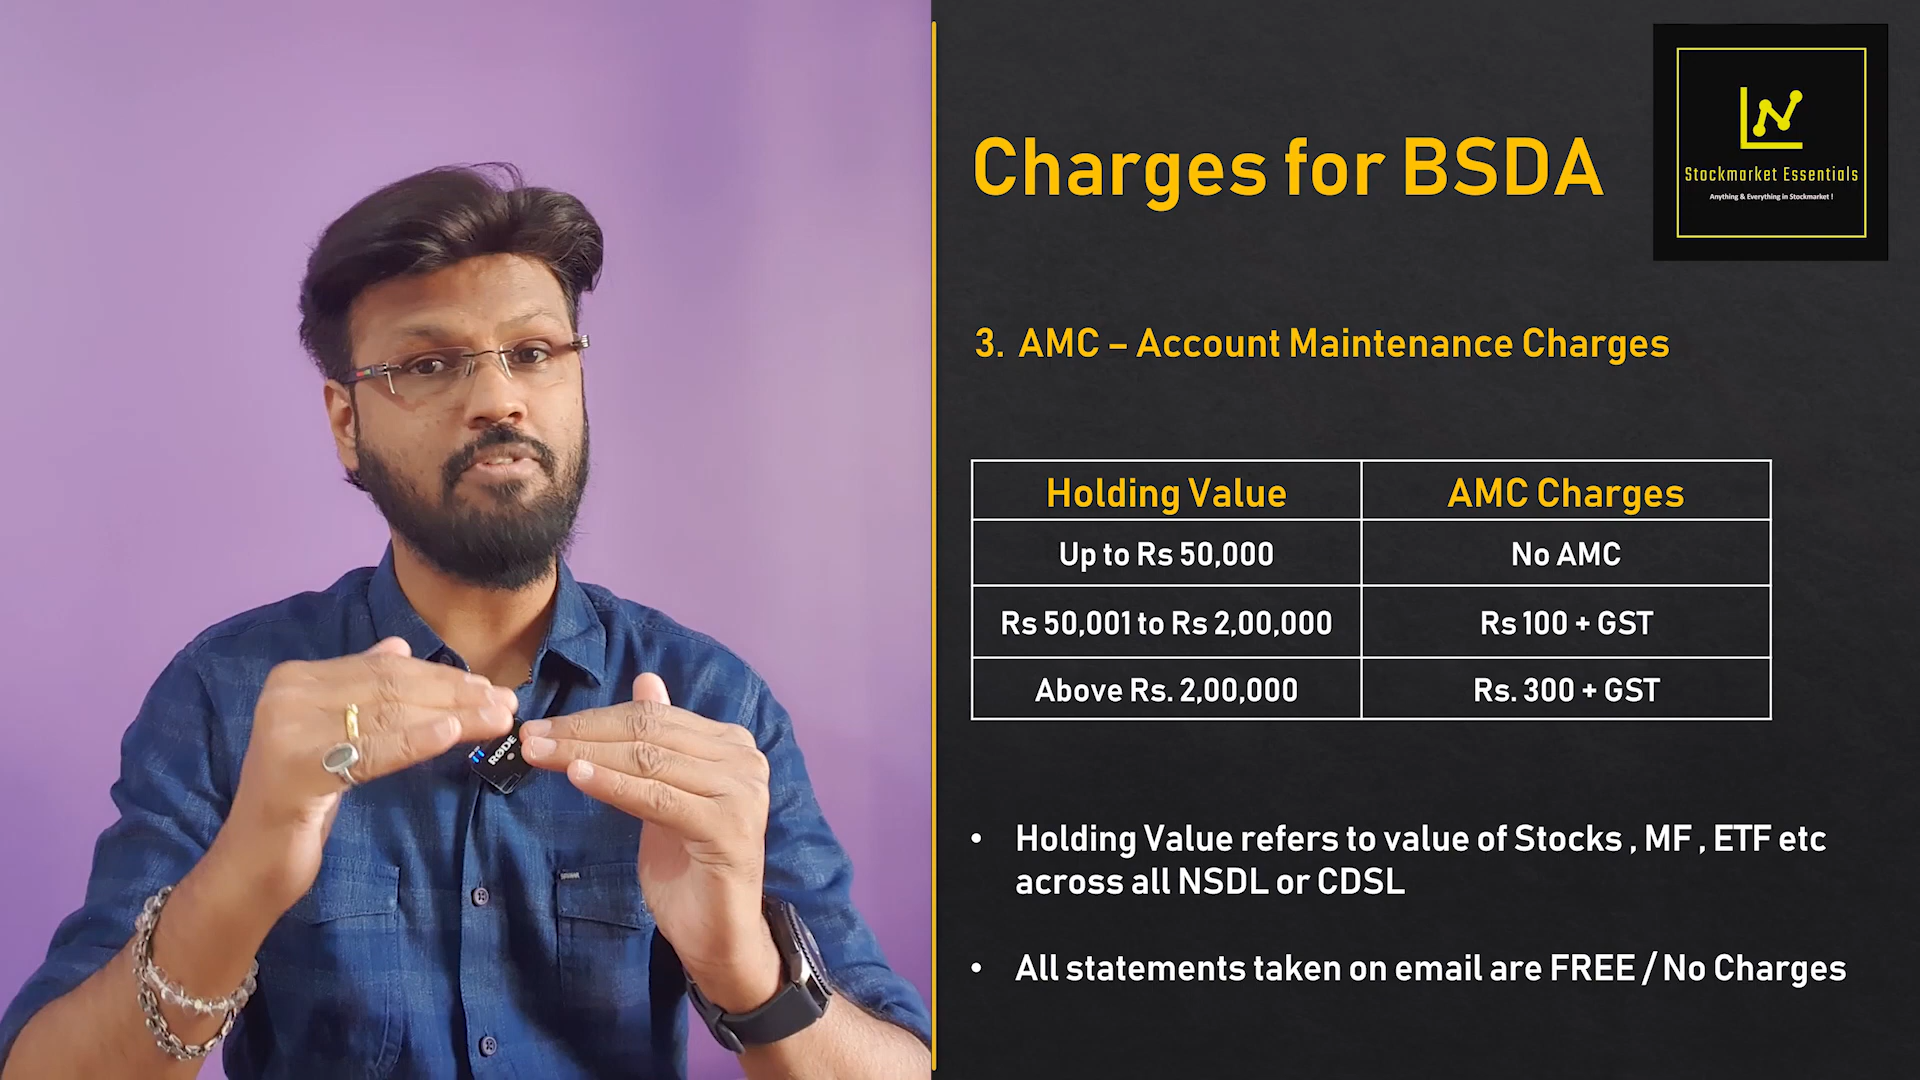 Charges for BSDA
Stockmarket Essentials
Anything & Everything in Stockmarket !
3. AMC – Account Maintenance Charges
Holding Value AMC Charges
Up to Rs 50,000 No AMC
Rs 50,001 to Rs 2,00,000 Rs 100 + GST
Above Rs. 2,00,000 Rs. 300 + GST
RØDE
• Holding Value refers to value of Stocks , MF , ETF etc
across all NSDL or CDSL
• All statements taken on email are FREE / No Charges